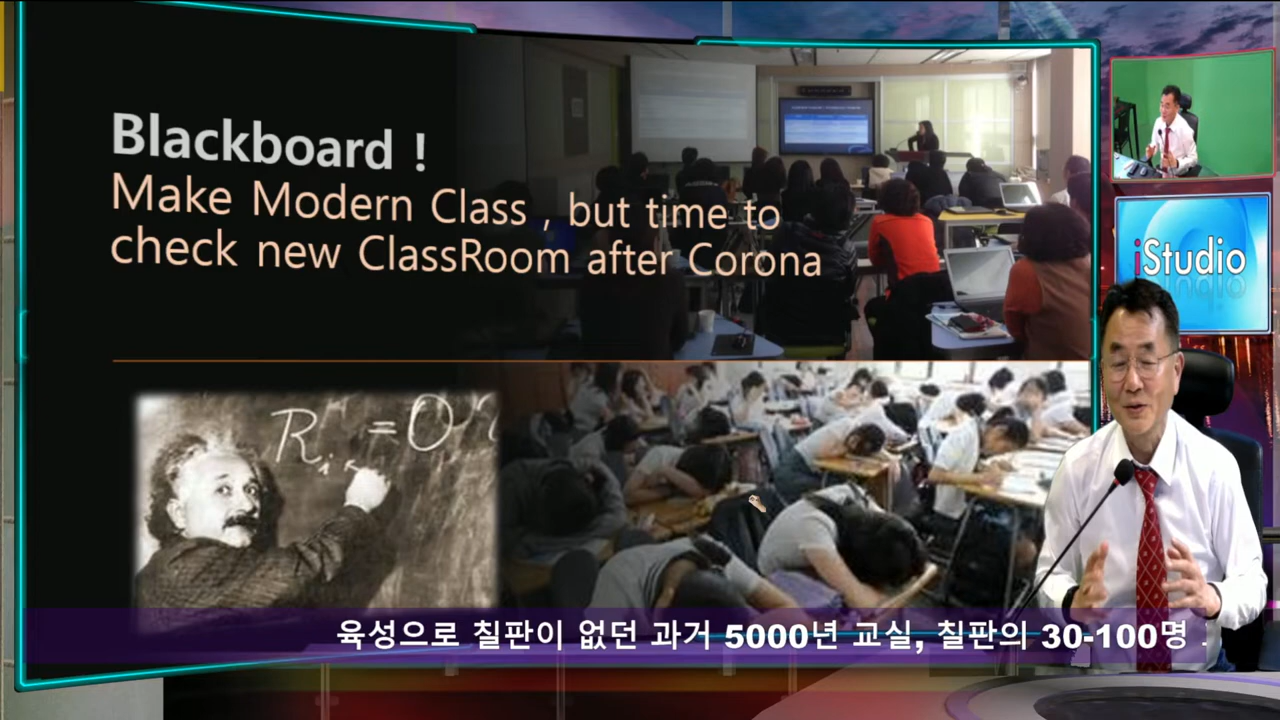 Blackboard !
Make Modern Class , but time to
check new ClassRoom after Corona
iStudio
R i = 0
육성으로 칠판이 없던 과거 5000년 교실, 칠판의 30-100명